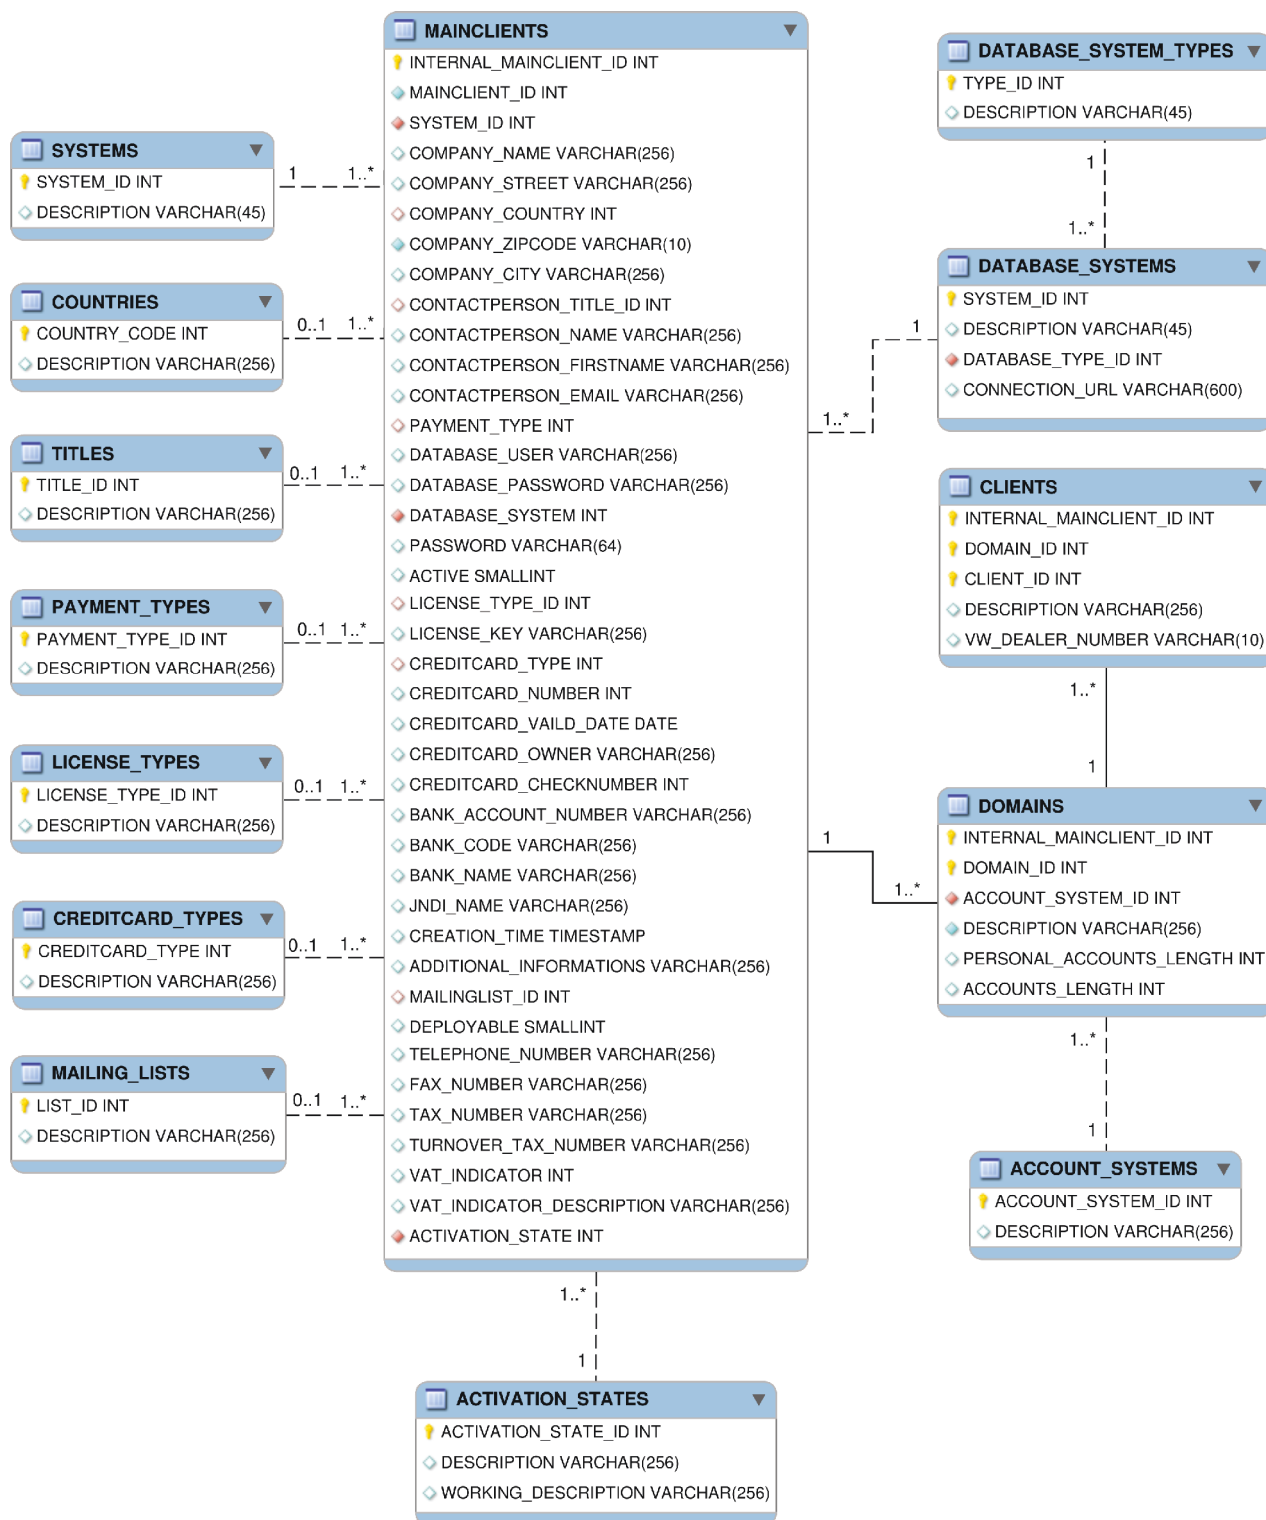 MAINCLIENTS
INTERNAL_MAINCLIENT_ID INT
MAINCLIENT_ID INT
SYSTEM_ID INT
COMPANY_NAME VARCHAR(256)
COMPANY_STREET VARCHAR(256)
COMPANY_COUNTRY INT
COMPANY_ZIPCODE VARCHAR(10)
COMPANY_CITY VARCHAR(256)
CONTACTPERSON_TITLE_ID INT
CONTACTPERSON_NAME VARCHAR(256)
CONTACTPERSON_FIRSTNAME VARCHAR(256)
CONTACTPERSON_EMAIL VARCHAR(256)
PAYMENT_TYPE INT
DATABASE_USER VARCHAR(256)
DATABASE_PASSWORD VARCHAR(256)
DATABASE_SYSTEM INT
PASSWORD VARCHAR(64)
ACTIVE SMALLINT
LICENSE_TYPE_ID INT
LICENSE_KEY VARCHAR(256)
CREDITCARD_TYPE INT
CREDITCARD_NUMBER INT
CREDITCARD_VAILD_DATE DATE
CREDITCARD_OWNER VARCHAR(256)
CREDITCARD_CHECKNUMBER INT
BANK_ACCOUNT_NUMBER VARCHAR(256)
BANK_CODE VARCHAR(256)
BANK_NAME VARCHAR(256)
JNDI_NAME VARCHAR(256)
CREATION_TIME TIMESTAMP
ADDITIONAL_INFORMATIONS VARCHAR(256)
MAILINGLIST_ID INT
DEPLOYABLE SMALLINT
TELEPHONE_NUMBER VARCHAR(256)
FAX_NUMBER VARCHAR(256)
TAX_NUMBER VARCHAR(256)
TURNOVER_TAX_NUMBER VARCHAR(256)
VAT_INDICATOR INT
VAT_INDICATOR_DESCRIPTION VARCHAR(256)
ACTIVATION_STATE INT
SYSTEMS
SYSTEM_ID INT
DESCRIPTION VARCHAR(45)
1 1..*
COUNTRIES
COUNTRY_CODE INT
DESCRIPTION VARCHAR(256)
0..1 1..*
TITLES
TITLE_ID INT
DESCRIPTION VARCHAR(256)
0..1 1..*
PAYMENT_TYPES
PAYMENT_TYPE_ID INT
DESCRIPTION VARCHAR(256)
0..1 1..*
LICENSE_TYPES
LICENSE_TYPE_ID INT
DESCRIPTION VARCHAR(256)
0..1 1..*
CREDITCARD_TYPES
CREDITCARD_TYPE INT
DESCRIPTION VARCHAR(256)
0..1 1..*
MAILING_LISTS
LIST_ID INT
DESCRIPTION VARCHAR(256)
0..1 1..*
DATABASE_SYSTEM_TYPES
TYPE_ID INT
DESCRIPTION VARCHAR(45)
1
1..*
DATABASE_SYSTEMS
SYSTEM_ID INT
DESCRIPTION VARCHAR(45)
DATABASE_TYPE_ID INT
CONNECTION_URL VARCHAR(600)
1
1..*
CLIENTS
INTERNAL_MAINCLIENT_ID INT
DOMAIN_ID INT
CLIENT_ID INT
DESCRIPTION VARCHAR(256)
VW_DEALER_NUMBER VARCHAR(10)
1..*
1
DOMAINS
INTERNAL_MAINCLIENT_ID INT
DOMAIN_ID INT
ACCOUNT_SYSTEM_ID INT
DESCRIPTION VARCHAR(256)
PERSONAL_ACCOUNTS_LENGTH INT
ACCOUNTS_LENGTH INT
1
1..*
1..*
1
ACCOUNT_SYSTEMS
ACCOUNT_SYSTEM_ID INT
DESCRIPTION VARCHAR(256)
1..*
1
ACTIVATION_STATES
ACTIVATION_STATE_ID INT
DESCRIPTION VARCHAR(256)
WORKING_DESCRIPTION VARCHAR(256)